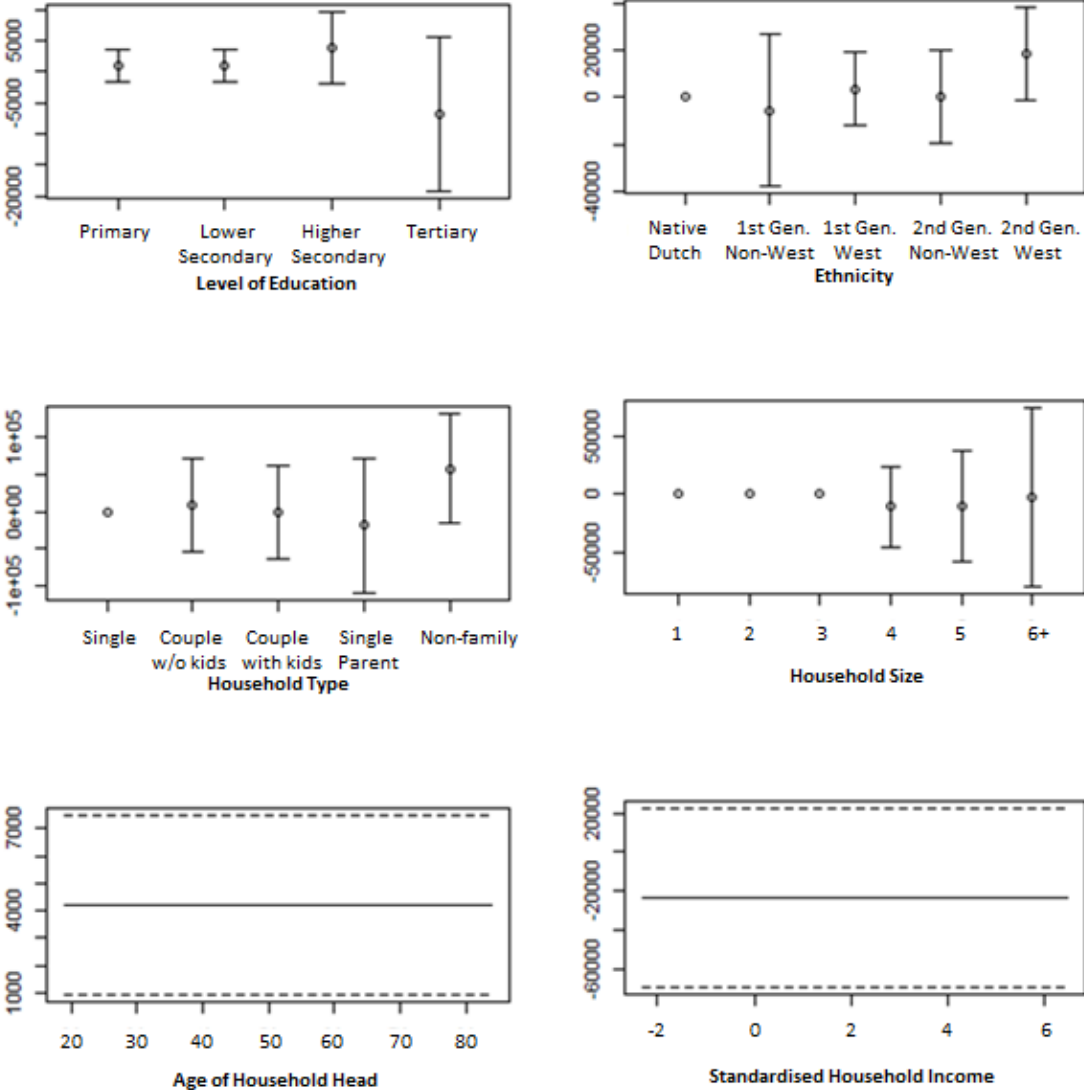 5000
-5000
-20000
Primary
Lower
Secondary
Higher
Secondary
Tertiary
Level of Education
20000
0
-40000
Native
Dutch
1st Gen.
Non-West
1st Gen.
West
2nd Gen.
Non-West
2nd Gen.
West
Ethnicity
1e+05
0e+00
-1e+05
Single
Couple
w/o kids
Couple
with kids
Single
Parent
Non-family
Household Type
50000
0
-50000
1 2 3 4 5 6+
Household Size
7000
4000
1000
20 30 40 50 60 70 80
Age of Household Head
20000
-20000
-60000
-2 0 2 4 6
Standardised Household Income